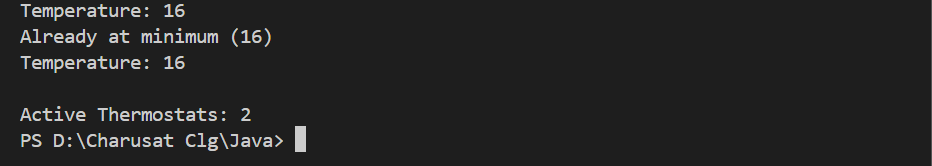 Temperature: 16
Already at minimum (16)
Temperature: 16
Active Thermostats: 2
PS D:\Charusat Clg\Java>